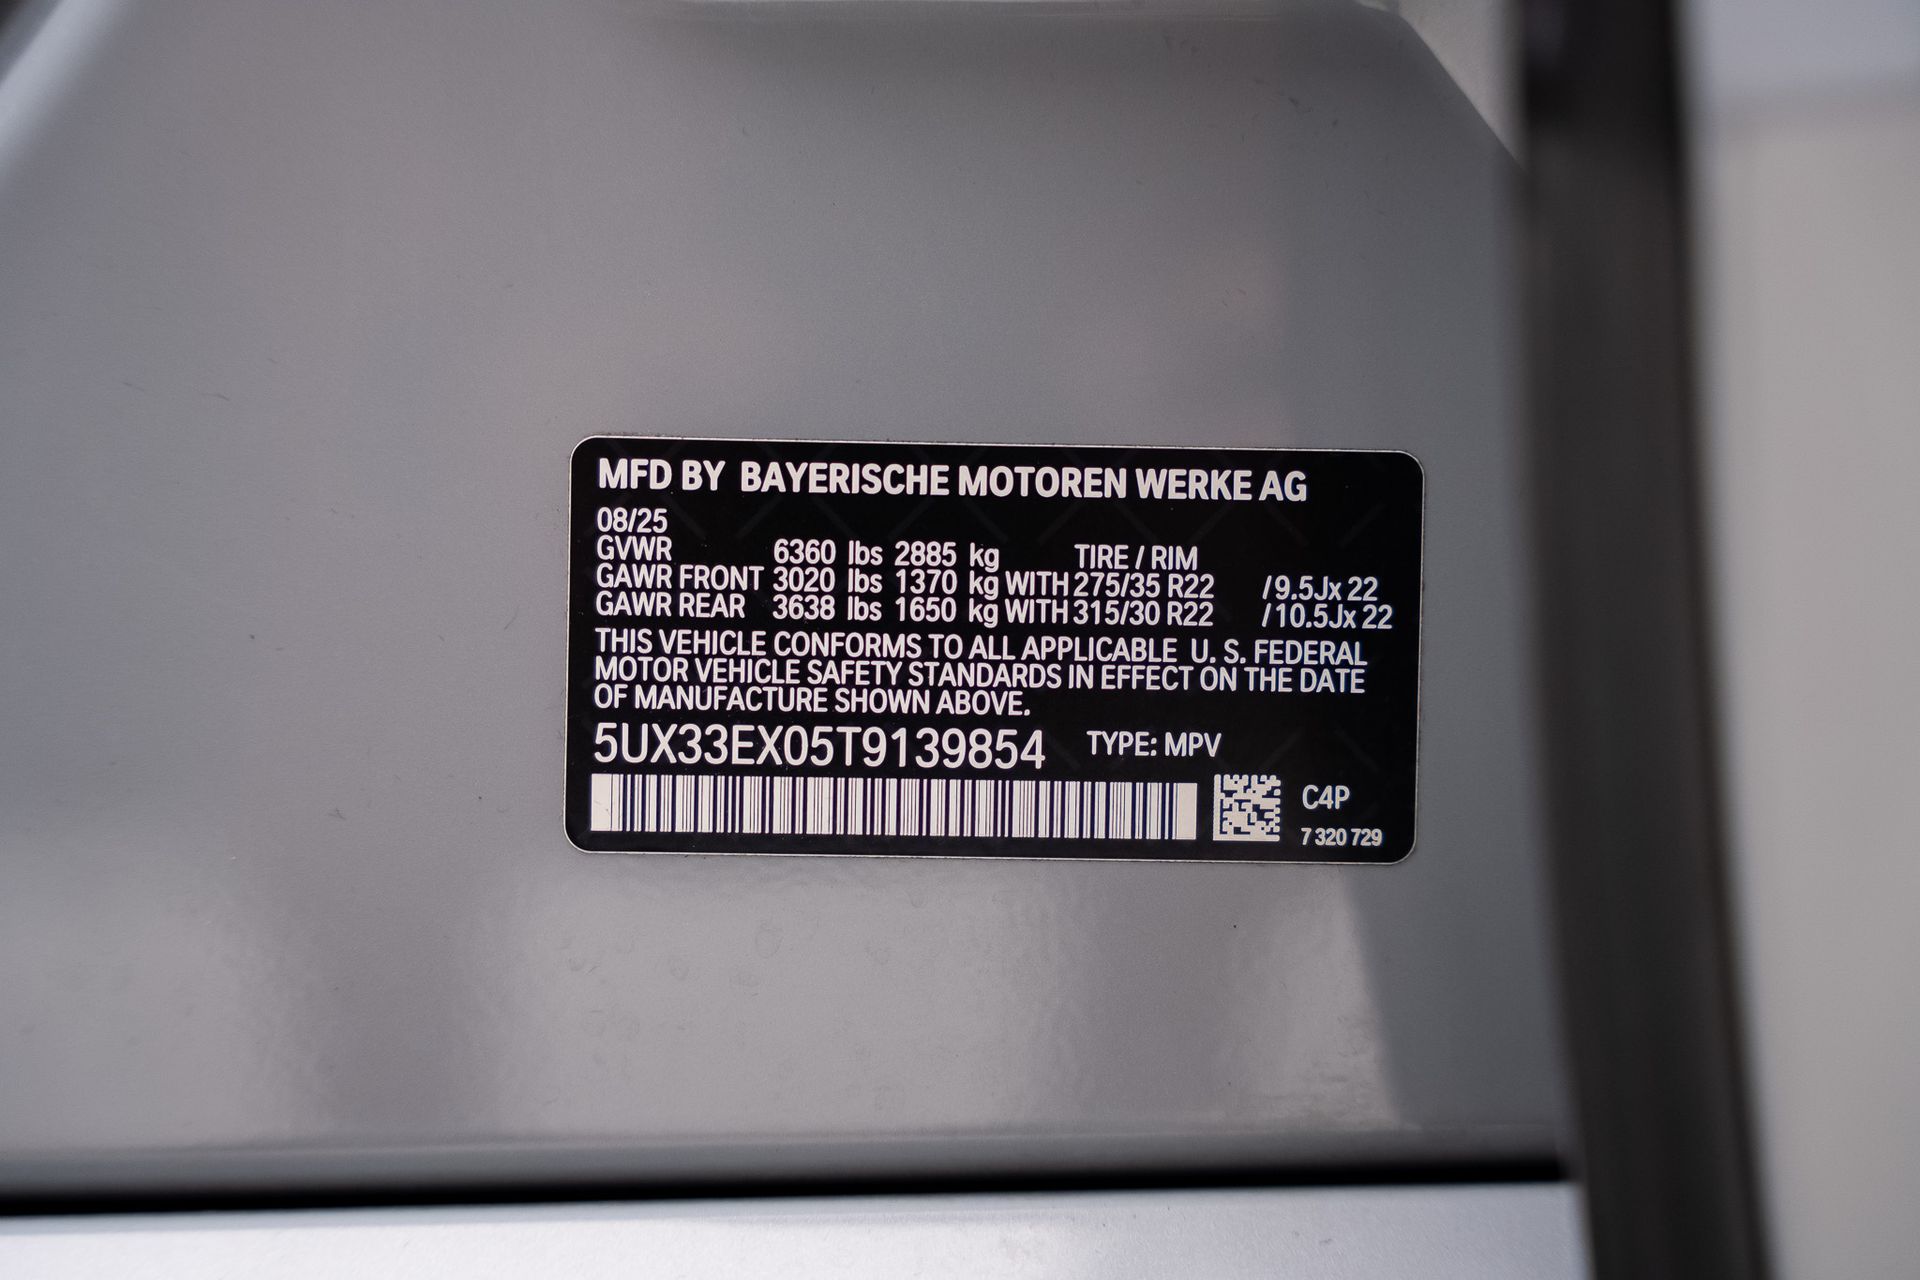 MFD BY BAYERISCHE MOTOREN WERKE AG
08/25
GVWR 6360 lbs 2885 kg TIRE / RIM
GAWR FRONT 3020 lbs 1370 kg WITH 275/35 R22 /9.5Jx 22
GAWR REAR 3638 lbs 1650 kg WITH 315/30 R22 /10.5Jx 22
THIS VEHICLE CONFORMS TO ALL APPLICABLE U. S. FEDERAL
MOTOR VEHICLE SAFETY STANDARDS IN EFFECT ON THE DATE
OF MANUFACTURE SHOWN ABOVE.
5UX33EX05T9139854 TYPE: MPV
C4P
7 320 729